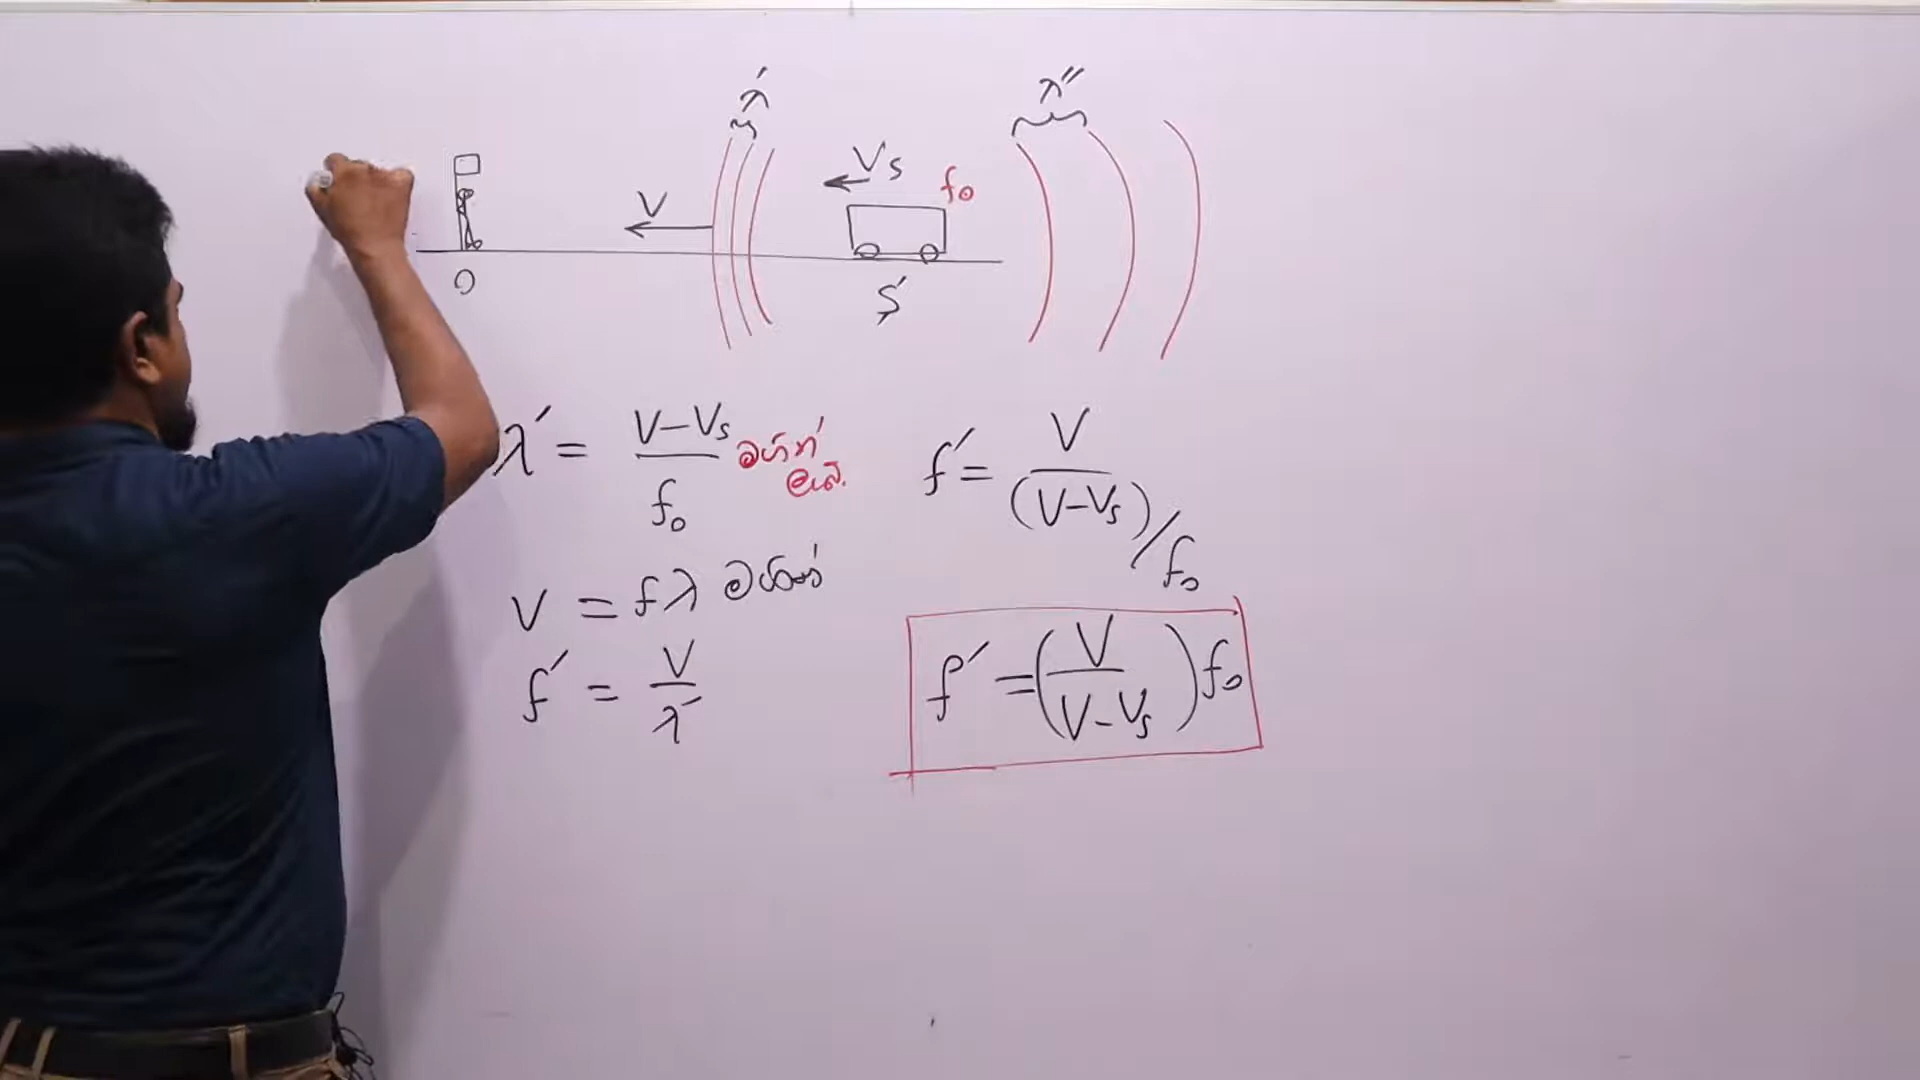 λ′
λ″
Vs
f₀
V
O
S
λ′ = (V-Vs)/f₀
V = fλ
f′ = V/λ′
f′ = V/((V-Vs)/f₀)
f′ = (V/(V-Vs)) f₀